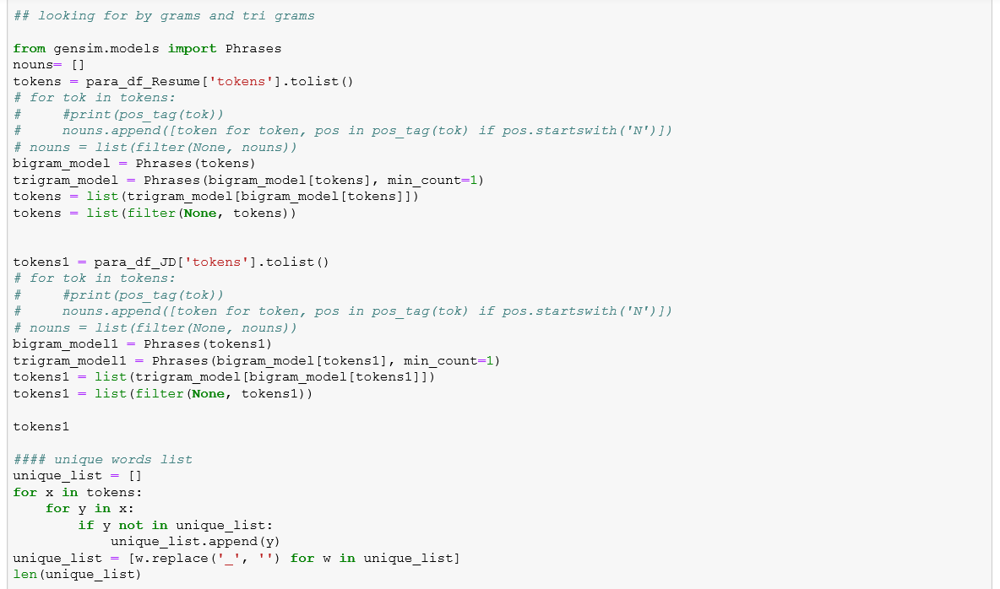 ## looking for by grams and tri grams
from gensim.models import Phrases
nouns= []
tokens = para_df_Resume['tokens'].tolist()
# for tok in tokens:
#     #print(pos_tag(tok))
#     nouns.append([token for token, pos in pos_tag(tok) if pos.startswith('N')])
# nouns = list(filter(None, nouns))
bigram_model = Phrases(tokens)
trigram_model = Phrases(bigram_model[tokens], min_count=1)
tokens = list(trigram_model[bigram_model[tokens]])
tokens = list(filter(None, tokens))
tokens1 = para_df_JD['tokens'].tolist()
# for tok in tokens:
#     #print(pos_tag(tok))
#     nouns.append([token for token, pos in pos_tag(tok) if pos.startswith('N')])
# nouns = list(filter(None, nouns))
bigram_model1 = Phrases(tokens1)
trigram_model1 = Phrases(bigram_model[tokens1], min_count=1)
tokens1 = list(trigram_model[bigram_model[tokens1]])
tokens1 = list(filter(None, tokens1))
tokens1
#### unique words list
unique_list = []
for x in tokens:
    for y in x:
        if y not in unique_list:
            unique_list.append(y)
unique_list = [w.replace('_', '') for w in unique_list]
len(unique_list)